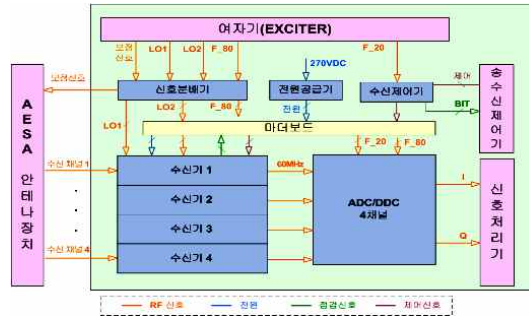 여자기(EXCITER)
보정신호
LO1
LO2
F_80
F_20
270VDC
제어
BIT
송수신제어기
보정신호
신호분배기
전원공급기
수신제어기
LO1
LO2
F_80
전원
마더보드
F_20
F_80
AESA 안테나장치
수신 채널 1
수신 채널 4
수신기 1
수신기 2
수신기 3
수신기 4
60MHz
ADC/DDC
4채널
I
Q
신호처리기
RF 신호
전원
점검신호
제어신호